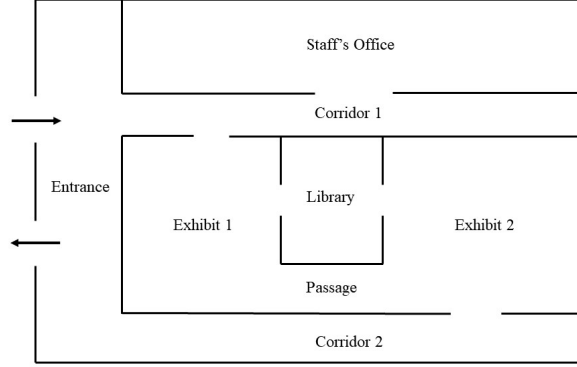 Staff's Office
Corridor 1
Entrance
Library
Exhibit 1
Exhibit 2
Passage
Corridor 2